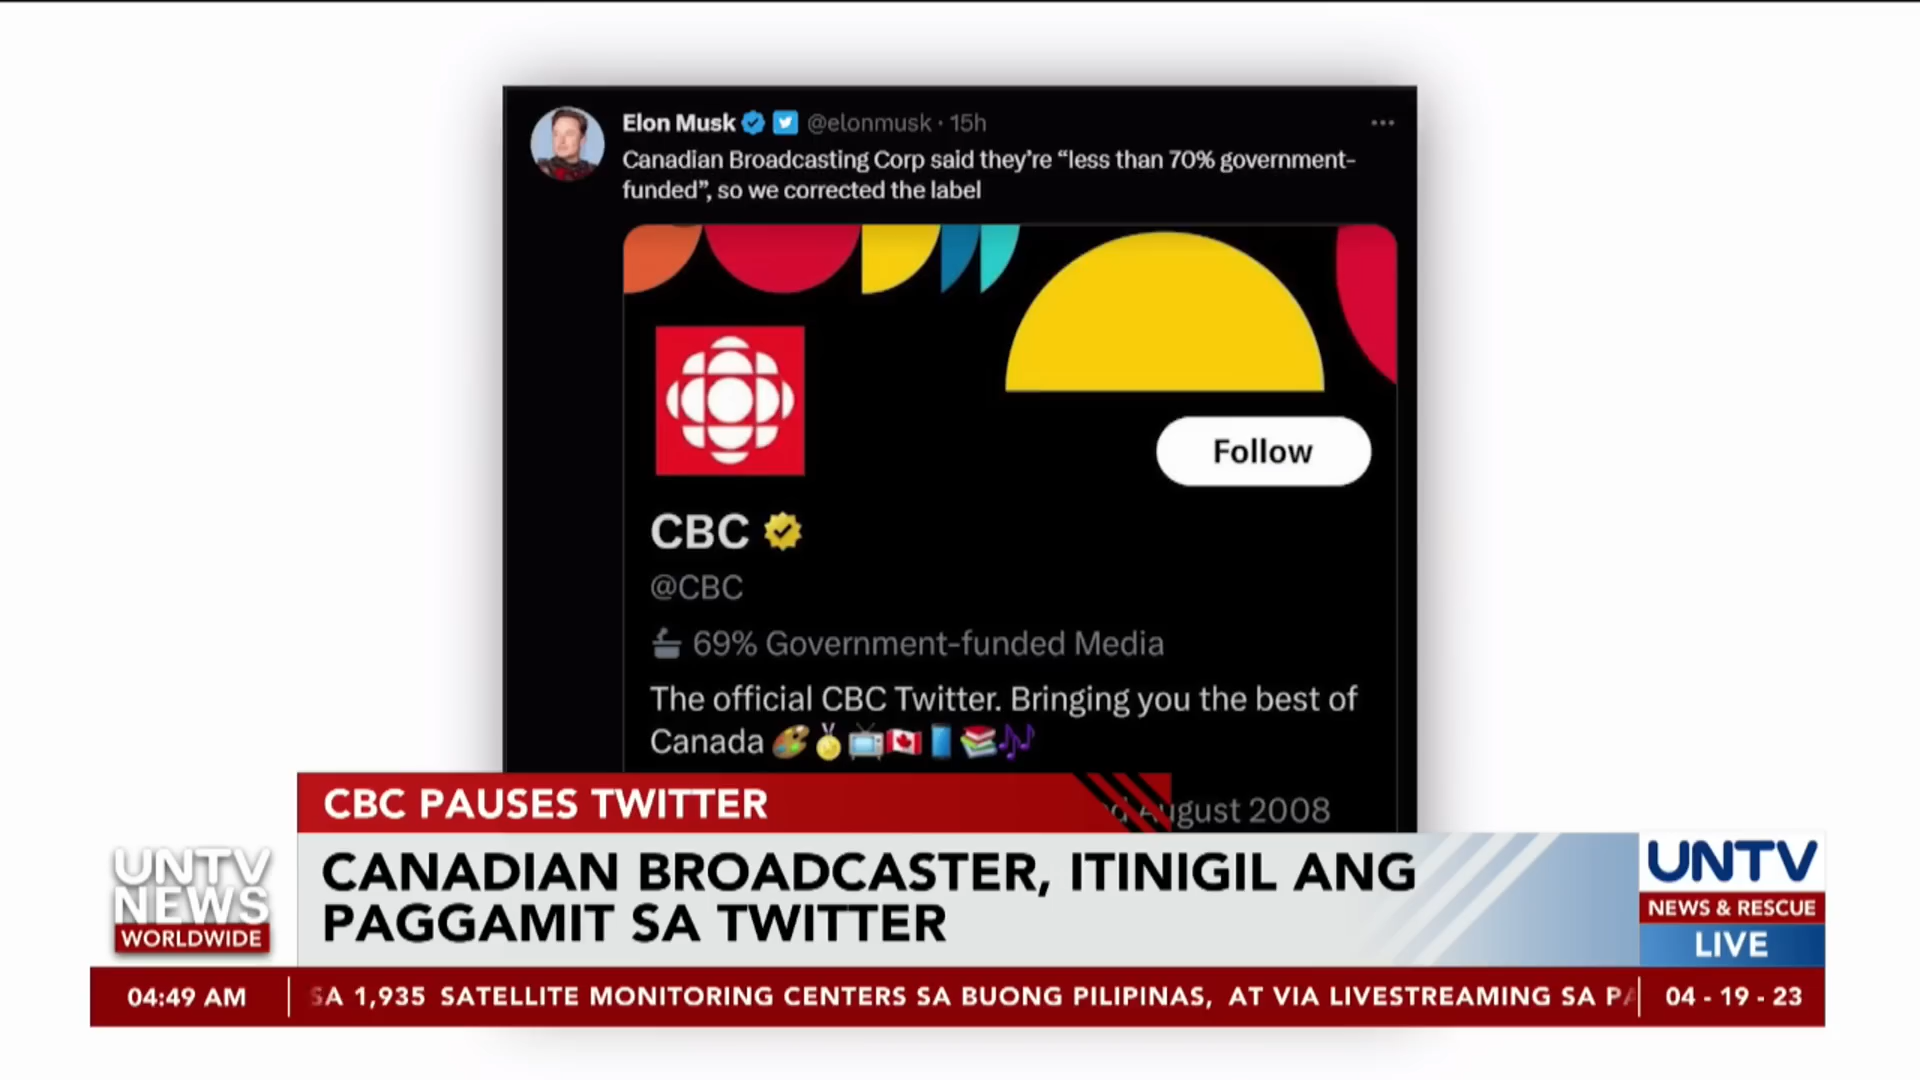 Elon Musk @elonmusk · 15h
Canadian Broadcasting Corp said they're “less than 70% government-
funded”, so we corrected the label
Follow
CBC
@CBC
69% Government-funded Media
The official CBC Twitter. Bringing you the best of
Canada
August 2008
CBC PAUSES TWITTER
CANADIAN BROADCASTER, ITINIGIL ANG
PAGGAMIT SA TWITTER
UNTV
NEWS
WORLDWIDE
UNTV
NEWS & RESCUE
LIVE
04:49 AM
SA 1,935 SATELLITE MONITORING CENTERS SA BUONG PILIPINAS, AT VIA LIVESTREAMING SA
04 - 19 - 23